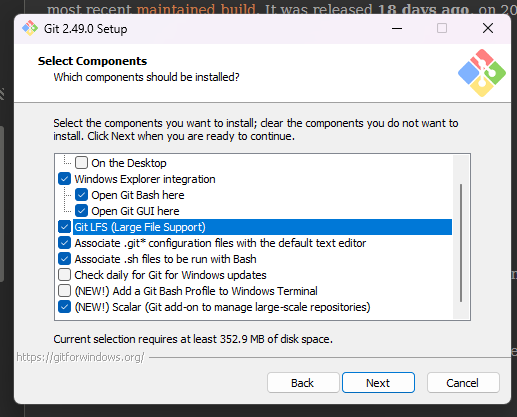 most recent maintained build. It was released 18 days ago, on 20
Git 2.49.0 Setup
Select Components
Which components should be installed?
Select the components you want to install; clear the components you do not want to
install. Click Next when you are ready to continue.
On the Desktop
Windows Explorer integration
Open Git Bash here
Open Git GUI here
Git LFS (Large File Support)
Associate .git* configuration files with the default text editor
Associate .sh files to be run with Bash
Check daily for Git for Windows updates
(NEW!) Add a Git Bash Profile to Windows Terminal
(NEW!) Scalar (Git add-on to manage large-scale repositories)
Current selection requires at least 352.9 MB of disk space.
https://gitforwindows.org/
Back
Next
Cancel